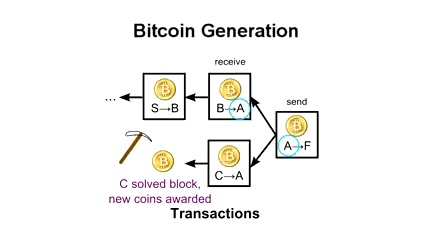 Bitcoin Generation
receive
send
... S→B B→A
A→F
C→A
C solved block,
new coins awarded
Transactions